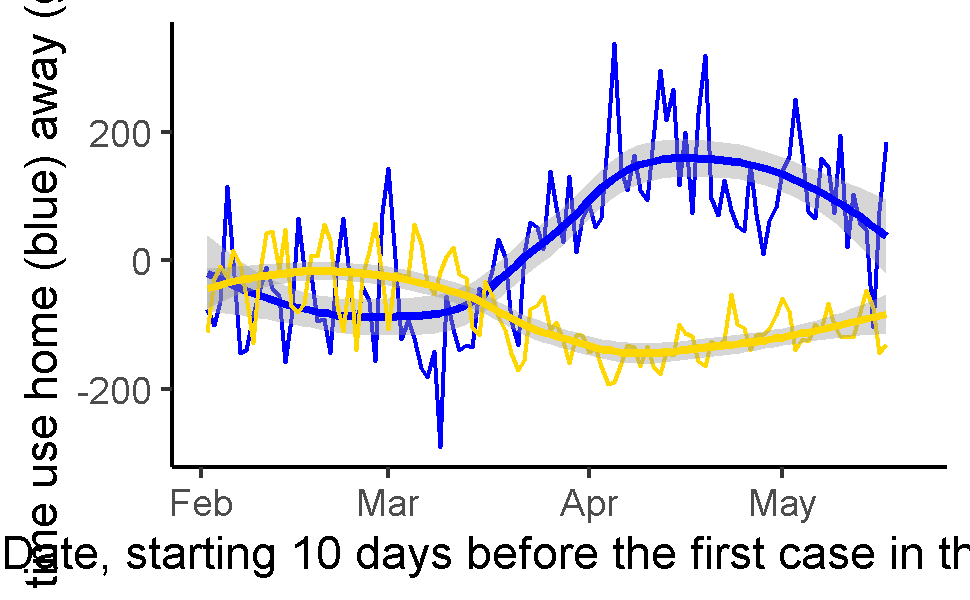 time use home (blue) away (
200
0
-200
Feb Mar Apr May
Date, starting 10 days before the first case in th